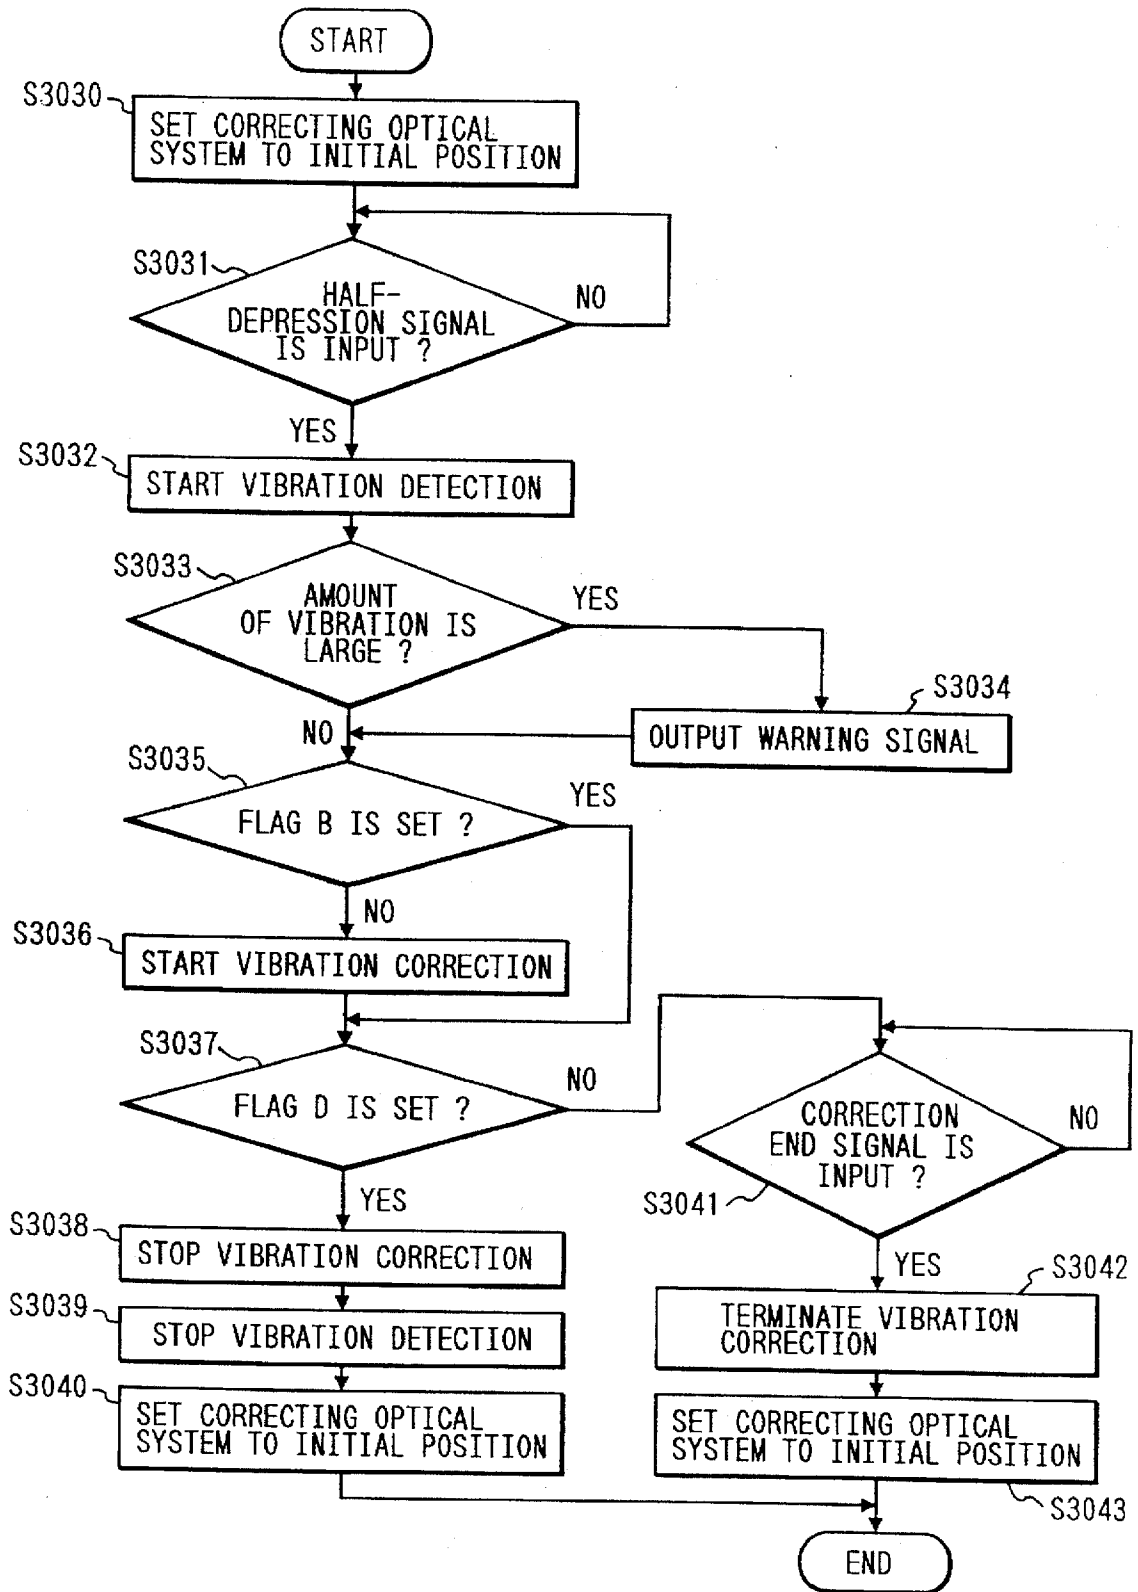 START
S3030
SET CORRECTING OPTICAL
SYSTEM TO INITIAL POSITION
S3031
HALF-
DEPRESSION SIGNAL
IS INPUT ?
NO
YES
S3032
START VIBRATION DETECTION
S3033
AMOUNT
OF VIBRATION IS
LARGE ?
YES
S3034
OUTPUT WARNING SIGNAL
NO
S3035
FLAG B IS SET ?
YES
NO
S3036
START VIBRATION CORRECTION
S3037
FLAG D IS SET ?
NO
YES
S3038
STOP VIBRATION CORRECTION
S3039
STOP VIBRATION DETECTION
S3040
SET CORRECTING OPTICAL
SYSTEM TO INITIAL POSITION
CORRECTION
END SIGNAL IS
INPUT ?
NO
S3041
YES
S3042
TERMINATE VIBRATION
CORRECTION
SET CORRECTING OPTICAL
SYSTEM TO INITIAL POSITION
S3043
END